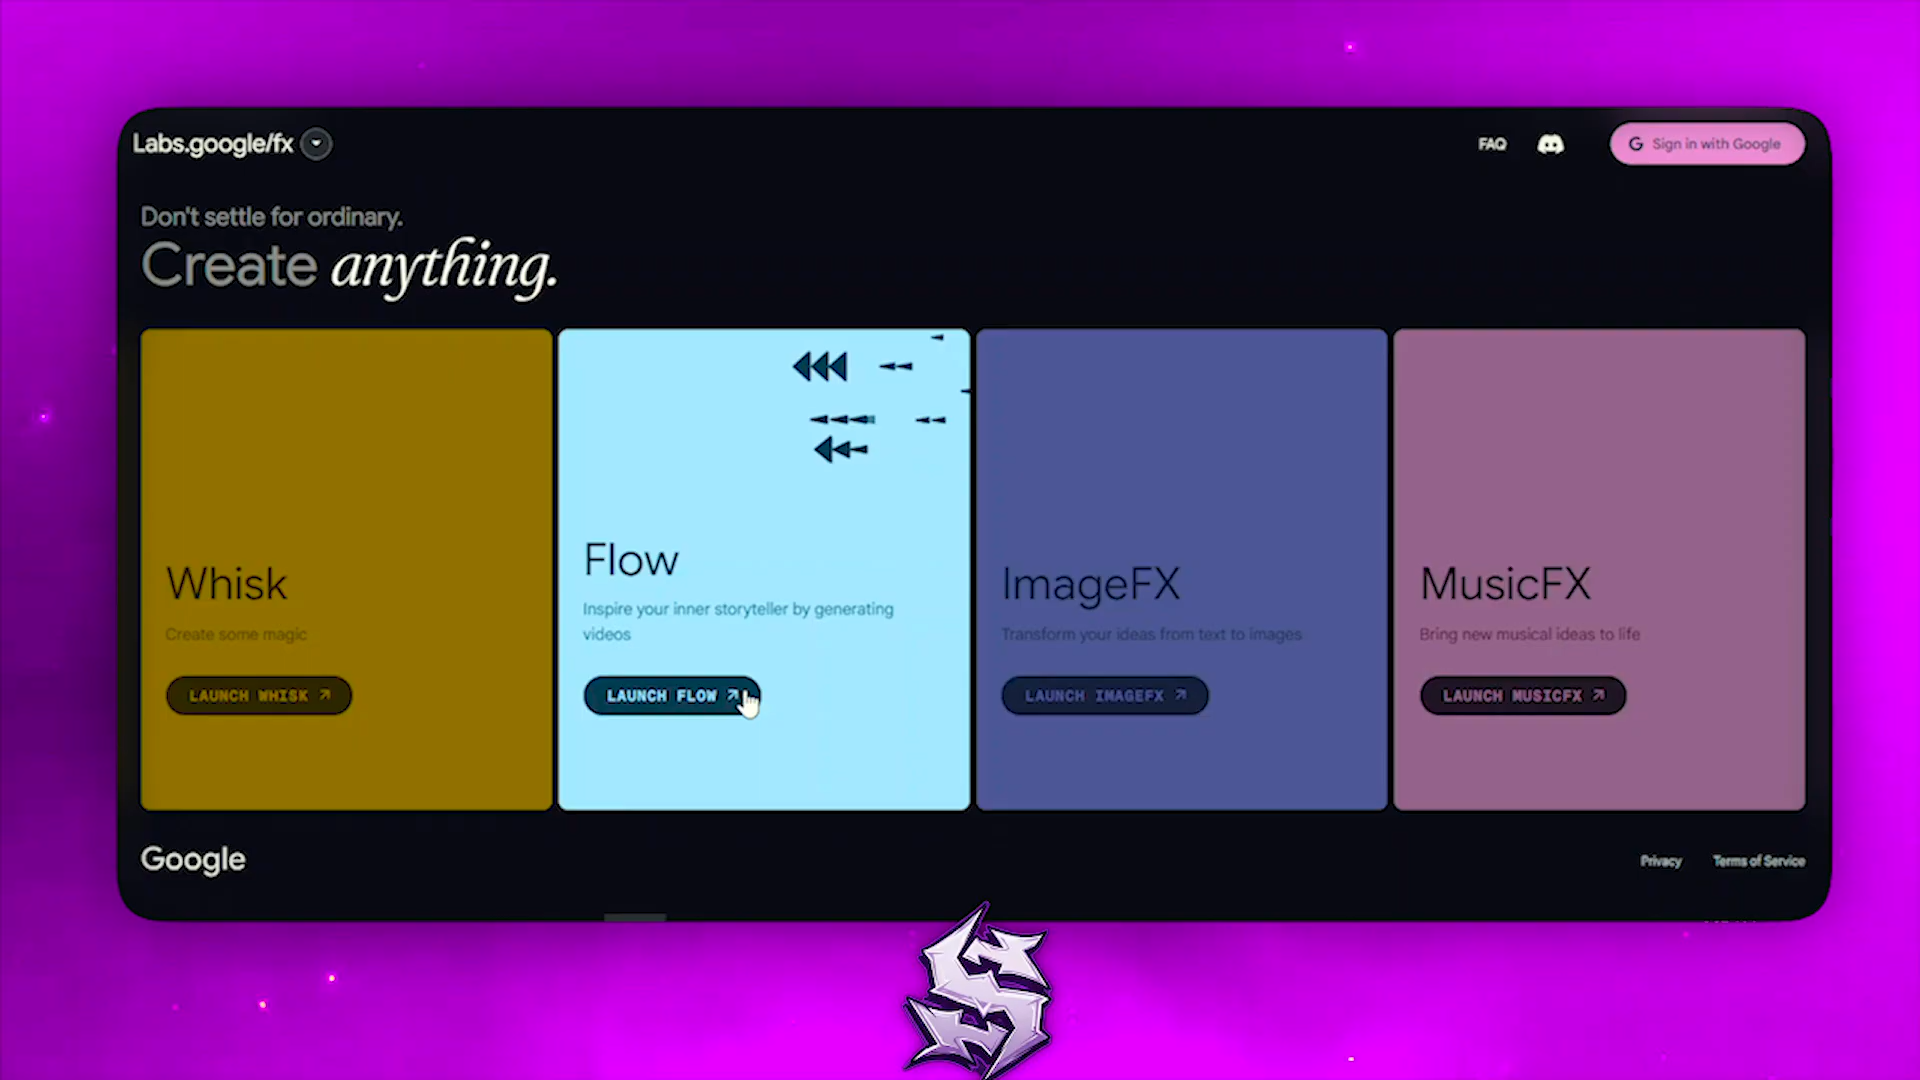 Labs.google/fx
FAQ
G Sign in with Google
Don't settle for ordinary.
Create anything.
Whisk
Create some magic
LAUNCH WHISK
Flow
Inspire your inner storyteller by generating
videos
LAUNCH FLOW
ImageFX
Transform your ideas from text to images
LAUNCH IMAGEFX
MusicFX
Bring new musical ideas to life
LAUNCH MUSICFX
Google
Privacy
Terms of Service
S